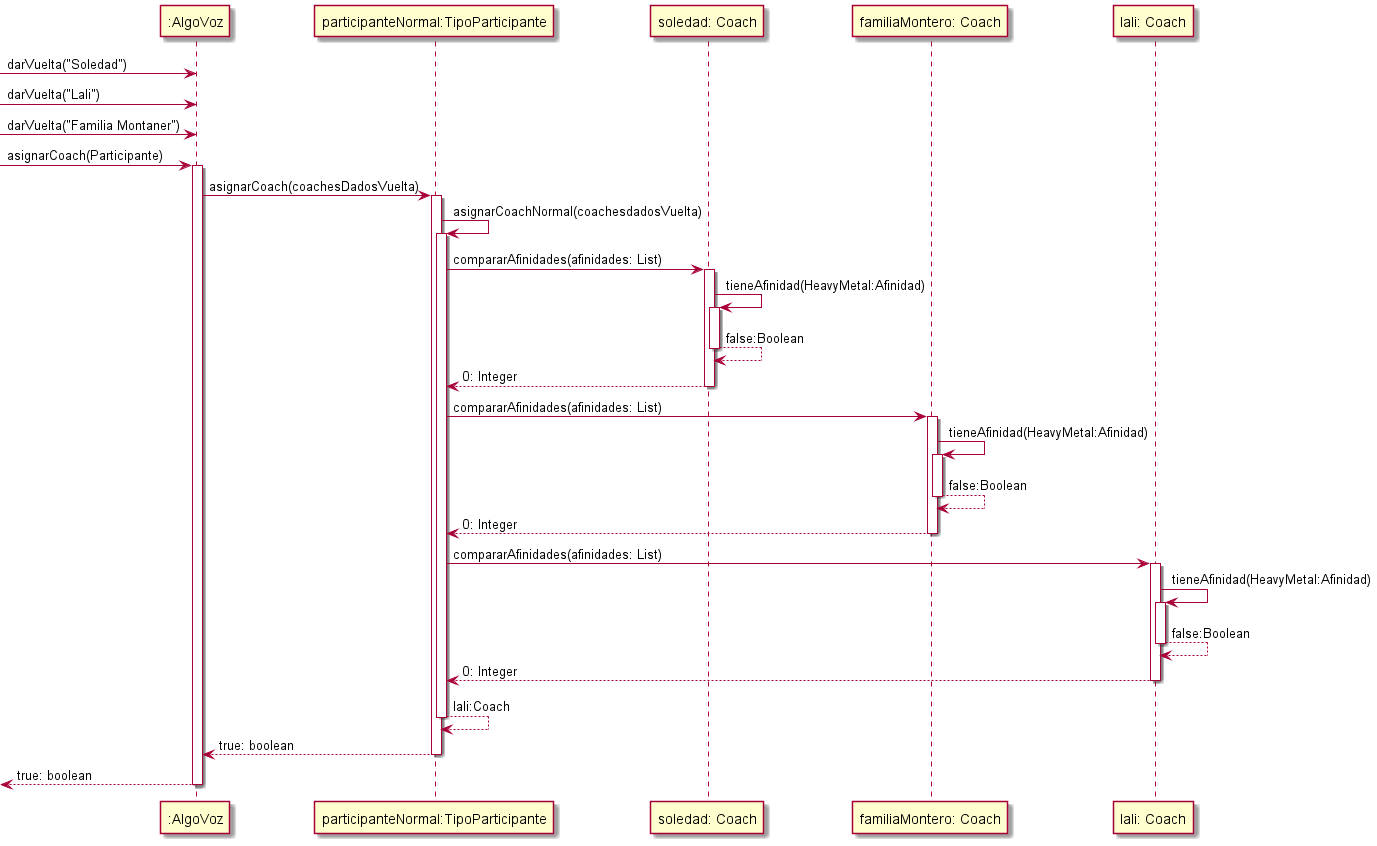 :AlgoVoz
participanteNormal:TipoParticipante
soledad: Coach
familiaMontero: Coach
lali: Coach
darVuelta("Soledad")
darVuelta("Lali")
darVuelta("Familia Montaner")
asignarCoach(Participante)
asignarCoach(coachesDadosVuelta)
asignarCoachNormal(coachesdadosVuelta)
compararAfinidades(afinidades: List)
tieneAfinidad(HeavyMetal:Afinidad)
false:Boolean
0: Integer
compararAfinidades(afinidades: List)
tieneAfinidad(HeavyMetal:Afinidad)
false:Boolean
0: Integer
compararAfinidades(afinidades: List)
tieneAfinidad(HeavyMetal:Afinidad)
false:Boolean
0: Integer
lali:Coach
true: boolean
true: boolean
:AlgoVoz
participanteNormal:TipoParticipante
soledad: Coach
familiaMontero: Coach
lali: Coach